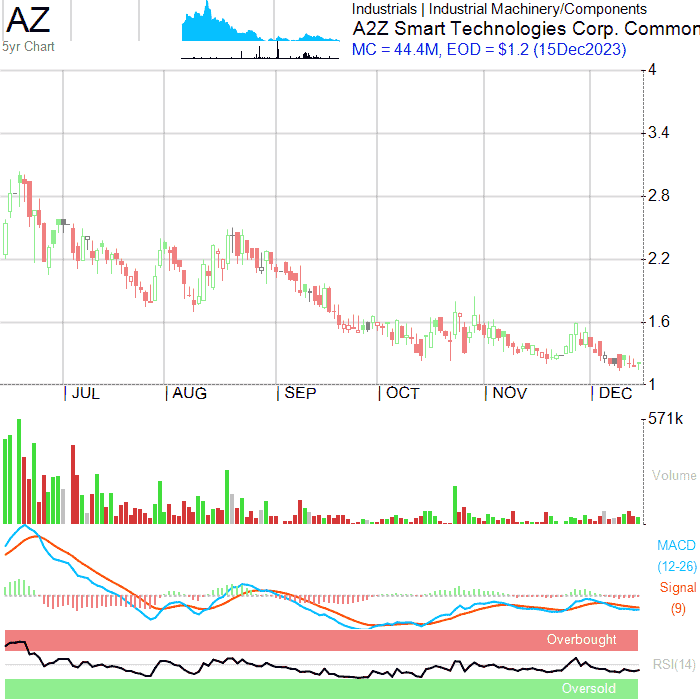 AZ
5yr Chart
Industrials | Industrial Machinery/Components
A2Z Smart Technologies Corp. Common
MC = 44.4M, EOD = $1.2 (15Dec2023)
4
3.4
2.8
2.2
1.6
1
| JUL | AUG | SEP | OCT | NOV | DEC
571k
Volume
MACD
(12-26)
Signal
(9)
Overbought
RSI(14)
Oversold